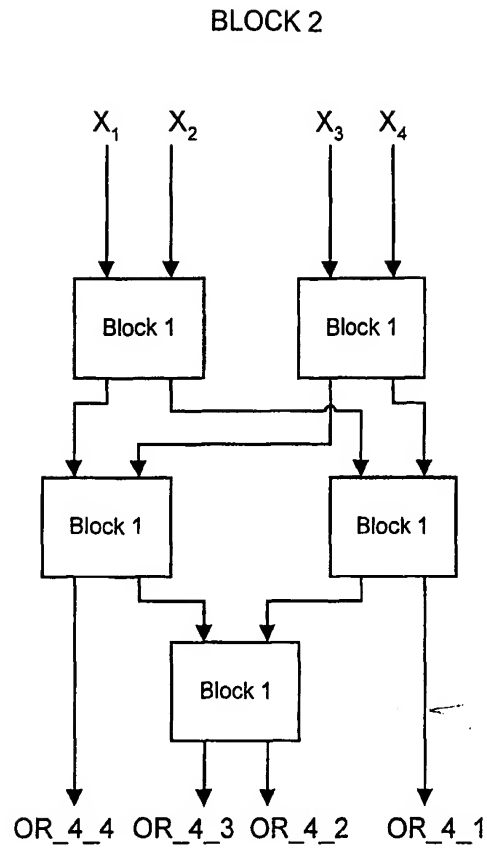 BLOCK 2
X₁ X₂ X₃ X₄
Block 1 Block 1
Block 1 Block 1
Block 1
OR_4_4 OR_4_3 OR_4_2 OR_4_1